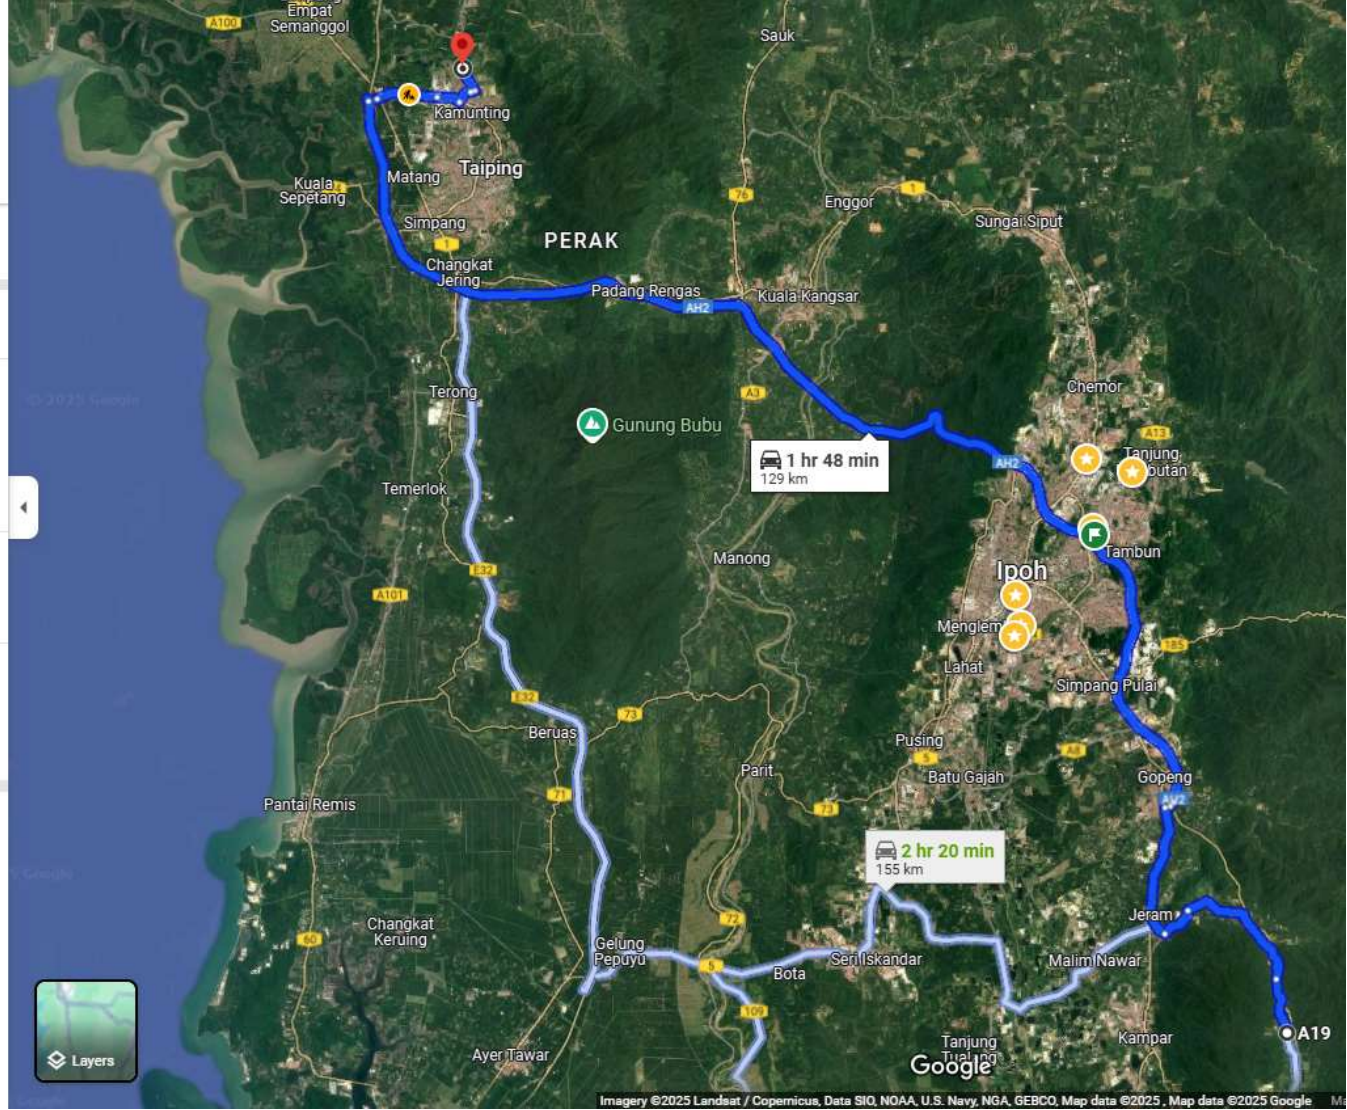 Empat
Semanggol
A100
Sauk
Kamunting
Taiping
Matang
Kuala
Sepetang
Simpang
1
76
Enggor
1
Sungai Siput
PERAK
Changkat
Jering
Padang Rengas
AH2
Kuala Kangsar
Chemor
Terong
A3
Gunung Bubu
A13
Tanjung
1 hr 48 min
129 km
AH2
Temerlok
Manong
Tambun
Ipoh
E32
A101
Lahat
185
Simpang Pulai
E32
73
Beruas
Pusing
5
A8
Batu Gajah
Gopeng
Parit
71
73
Pantai Remis
2 hr 20 min
155 km
72
Jeram
Changkat
Keruing
60
Gelung
Pepuyu
5
Bota
Seri Iskandar
Malim Nawar
109
A19
Kampar
Tanjung
Ayer Tawar
Layers
Google
Imagery ©2025 Landsat / Copernicus, Data SIO, NOAA, U.S. Navy, NGA, GEBCO, Map data ©2025 , Map data ©2025 Google